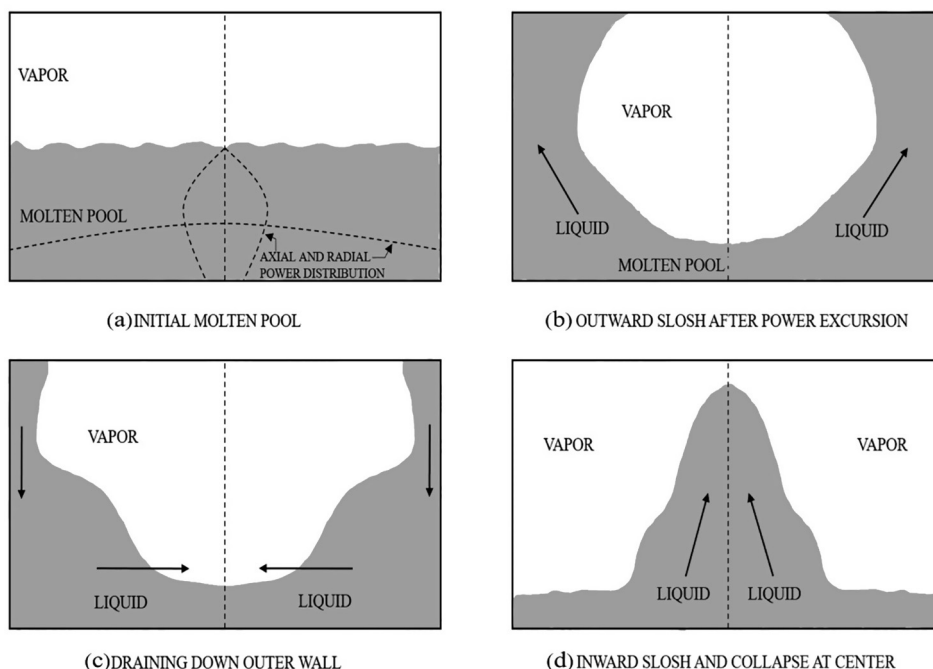 VAPOR
MOLTEN POOL
AXIAL AND RADIAL
POWER DISTRIBUTION
(a) INITIAL MOLTEN POOL
VAPOR
LIQUID
LIQUID
MOLTEN POOL
(b) OUTWARD SLOSH AFTER POWER EXCURSION
VAPOR
LIQUID
LIQUID
(c) DRAINING DOWN OUTER WALL
VAPOR
VAPOR
LIQUID
LIQUID
(d) INWARD SLOSH AND COLLAPSE AT CENTER